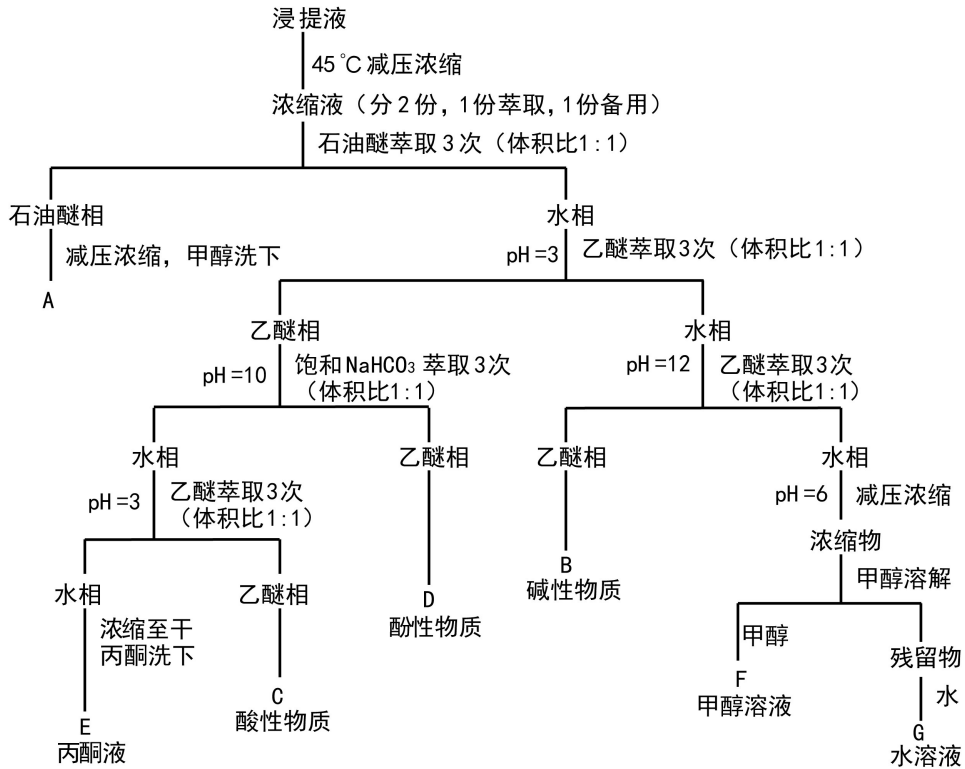 浸提液
45℃减压浓缩
浓缩液（分2份，1份萃取，1份备用）
石油醚萃取3次（体积比1:1）
石油醚相
水相
减压浓缩，甲醇洗下
pH=3
乙醚萃取3次（体积比1:1）
A
乙醚相
水相
pH=10
饱和NaHCO₃萃取3次
（体积比1:1）
pH=12
乙醚萃取3次
（体积比1:1）
水相
乙醚相
乙醚相
水相
pH=3
乙醚萃取3次
（体积比1:1）
pH=6
减压浓缩
浓缩物
水相
乙醚相
D
酚性物质
B
碱性物质
甲醇溶解
浓缩至干
丙酮洗下
甲醇
残留物
水
C
酸性物质
F
甲醇溶液
E
丙酮液
G
水溶液